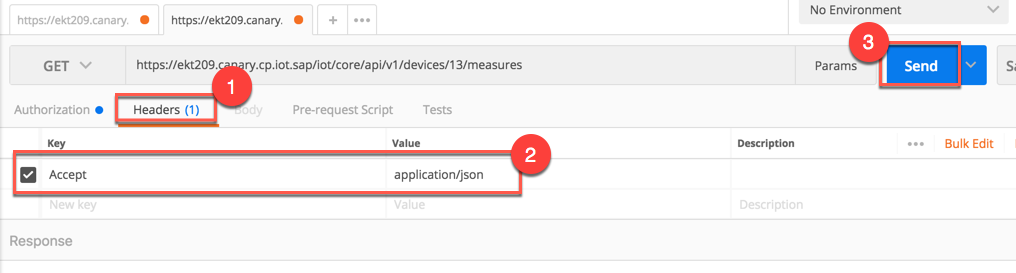 https://ekt209.canary. https://ekt209.canary. + ••• No Environment
3
GET https://ekt209.canary.cp.iot.sap/iot/core/api/v1/devices/13/measures Params Send Sa
1
Authorization Headers (1) Body Pre-request Script Tests
Key Value Description ••• Bulk Edit
2
Accept application/json
New key Value Description
Response